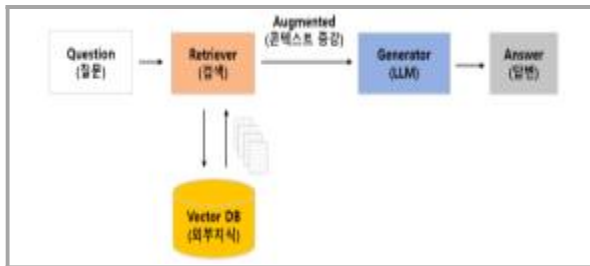 Augmented
(콘텍스트 증강)
Question
(질문)
Retriever
(검색)
Generator
(LLM)
Answer
(답변)
Vector DB
(외부지식)